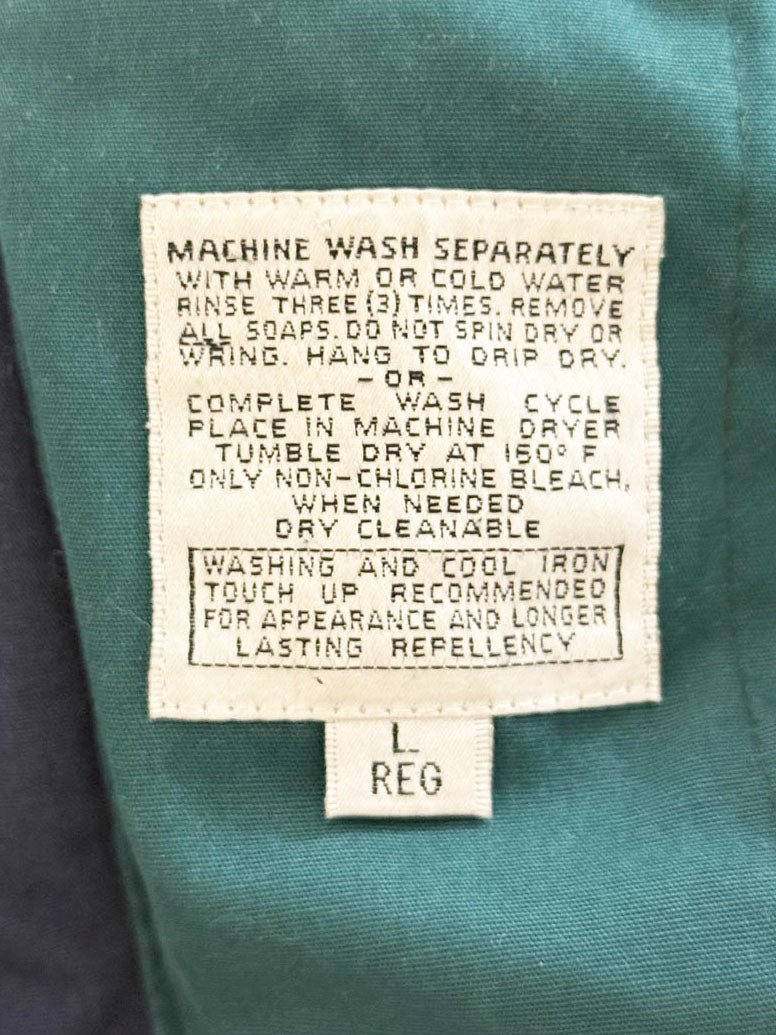 MACHINE WASH SEPARATELY
WITH WARM OR COLD WATER
RINSE THREE (3) TIMES. REMOVE
ALL SOAPS. DO NOT SPIN DRY OR
WRING. HANG TO DRIP DRY.
- OR -
COMPLETE WASH CYCLE
PLACE IN MACHINE DRYER
TUMBLE DRY AT 160° F
ONLY NON-CHLORINE BLEACH,
WHEN NEEDED
DRY CLEANABLE
WASHING AND COOL IRON
TOUCH UP RECOMMENDED
FOR APPEARANCE AND LONGER
LASTING REPELLENCY
L
REG